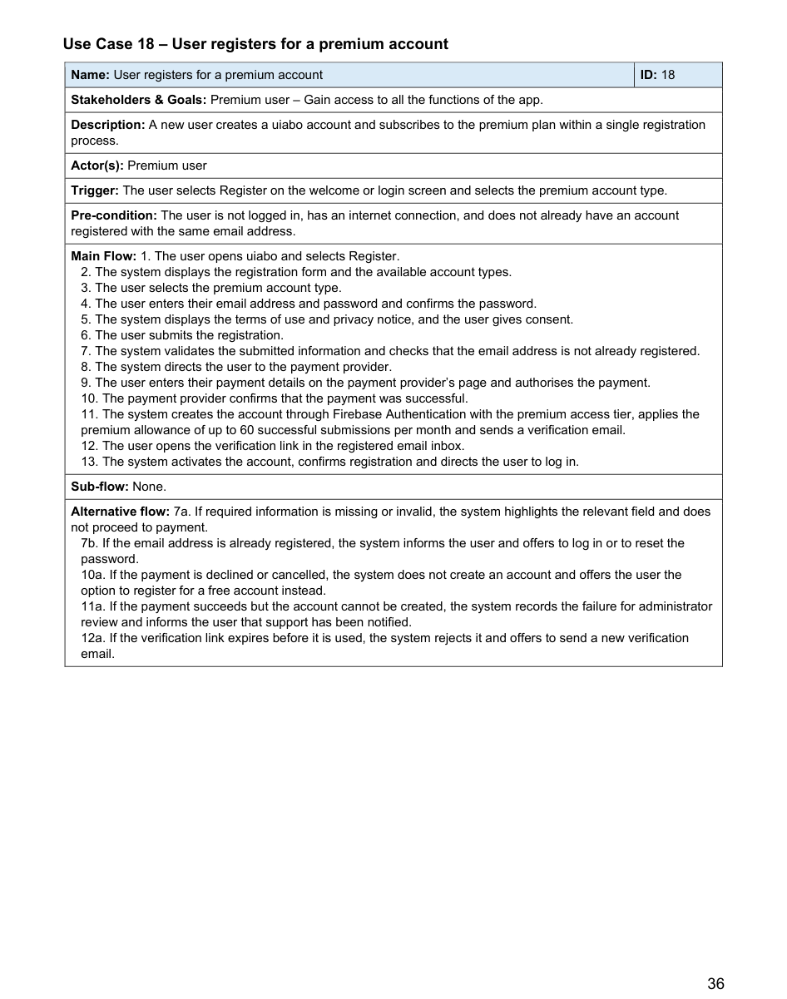 Use Case 18 – User registers for a premium account
Name: User registers for a premium account
ID: 18
Stakeholders & Goals: Premium user – Gain access to all the functions of the app.
Description: A new user creates a uiabo account and subscribes to the premium plan within a single registration
process.
Actor(s): Premium user
Trigger: The user selects Register on the welcome or login screen and selects the premium account type.
Pre-condition: The user is not logged in, has an internet connection, and does not already have an account
registered with the same email address.
Main Flow: 1. The user opens uiabo and selects Register.
2. The system displays the registration form and the available account types.
3. The user selects the premium account type.
4. The user enters their email address and password and confirms the password.
5. The system displays the terms of use and privacy notice, and the user gives consent.
6. The user submits the registration.
7. The system validates the submitted information and checks that the email address is not already registered.
8. The system directs the user to the payment provider.
9. The user enters their payment details on the payment provider’s page and authorises the payment.
10. The payment provider confirms that the payment was successful.
11. The system creates the account through Firebase Authentication with the premium access tier, applies the
premium allowance of up to 60 successful submissions per month and sends a verification email.
12. The user opens the verification link in the registered email inbox.
13. The system activates the account, confirms registration and directs the user to log in.
Sub-flow: None.
Alternative flow: 7a. If required information is missing or invalid, the system highlights the relevant field and does
not proceed to payment.
7b. If the email address is already registered, the system informs the user and offers to log in or to reset the
password.
10a. If the payment is declined or cancelled, the system does not create an account and offers the user the
option to register for a free account instead.
11a. If the payment succeeds but the account cannot be created, the system records the failure for administrator
review and informs the user that support has been notified.
12a. If the verification link expires before it is used, the system rejects it and offers to send a new verification
email.
36